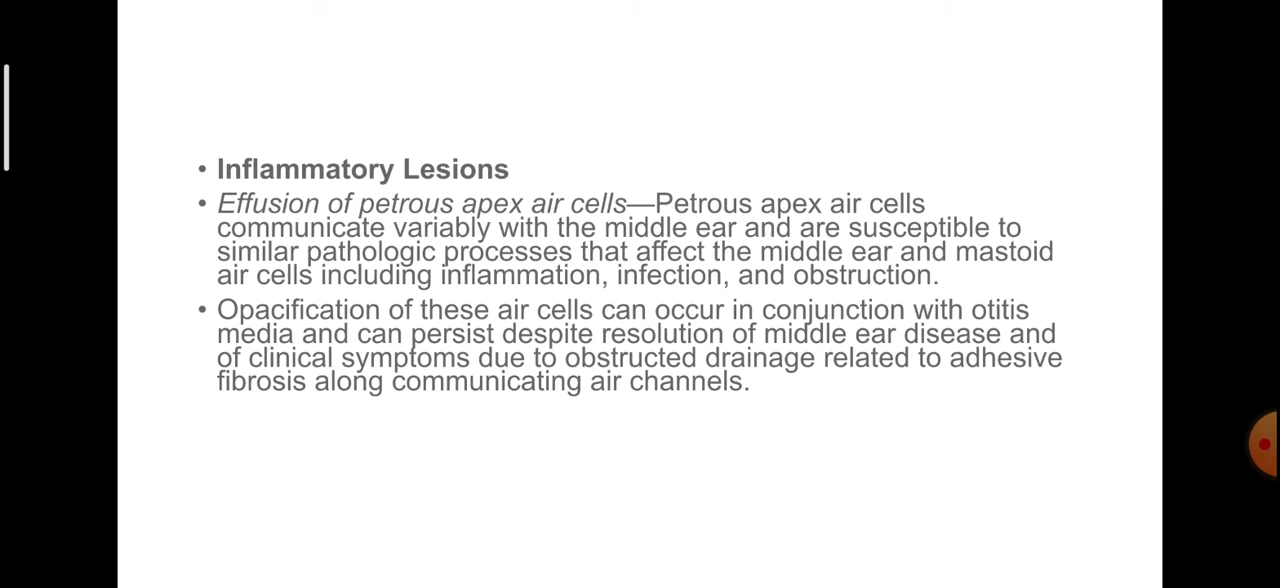 • Inflammatory Lesions
• Effusion of petrous apex air cells—Petrous apex air cells
communicate variably with the middle ear and are susceptible to
similar pathologic processes that affect the middle ear and mastoid
air cells including inflammation, infection, and obstruction.
• Opacification of these air cells can occur in conjunction with otitis
media and can persist despite resolution of middle ear disease and
of clinical symptoms due to obstructed drainage related to adhesive
fibrosis along communicating air channels.